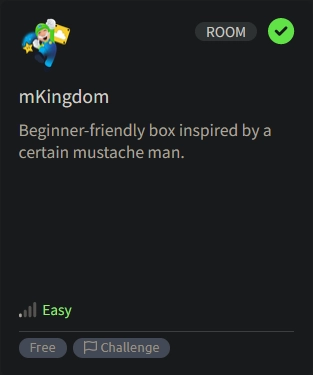 ROOM
mKingdom
Beginner-friendly box inspired by a
certain mustache man.
Easy
Free
Challenge